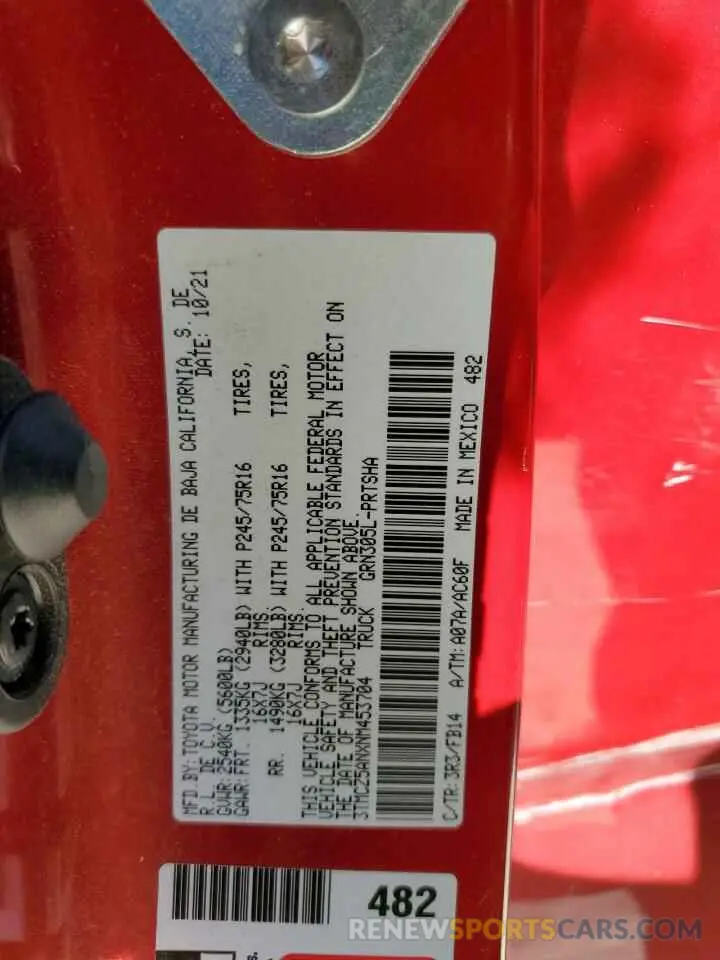 MFD. BY: TOYOTA MOTOR MANUFACTURING DE BAJA CALIFORNIA, S. DE
R.L. DE C.V. DATE: 10/21
GVWR: 2540KG (5600LB)
GAWR: FRT. 1335KG (2940LB) WITH P245/75R16 TIRES,
16X7J RIMS.
RR. 1490KG (3280LB) WITH P245/75R16 TIRES,
16X7J RIMS.
THIS VEHICLE CONFORMS TO ALL APPLICABLE FEDERAL MOTOR
VEHICLE SAFETY AND THEFT PREVENTION STANDARDS IN EFFECT ON
THE DATE OF MANUFACTURE SHOWN ABOVE.
3TMCZ5ANXNM453704 TRUCK GRN305L-PRTSHA
C/TR: 3R3/FB14 A/TM: A07A/AC60F MADE IN MEXICO 482
482
RENEWSPORTSCARS.COM